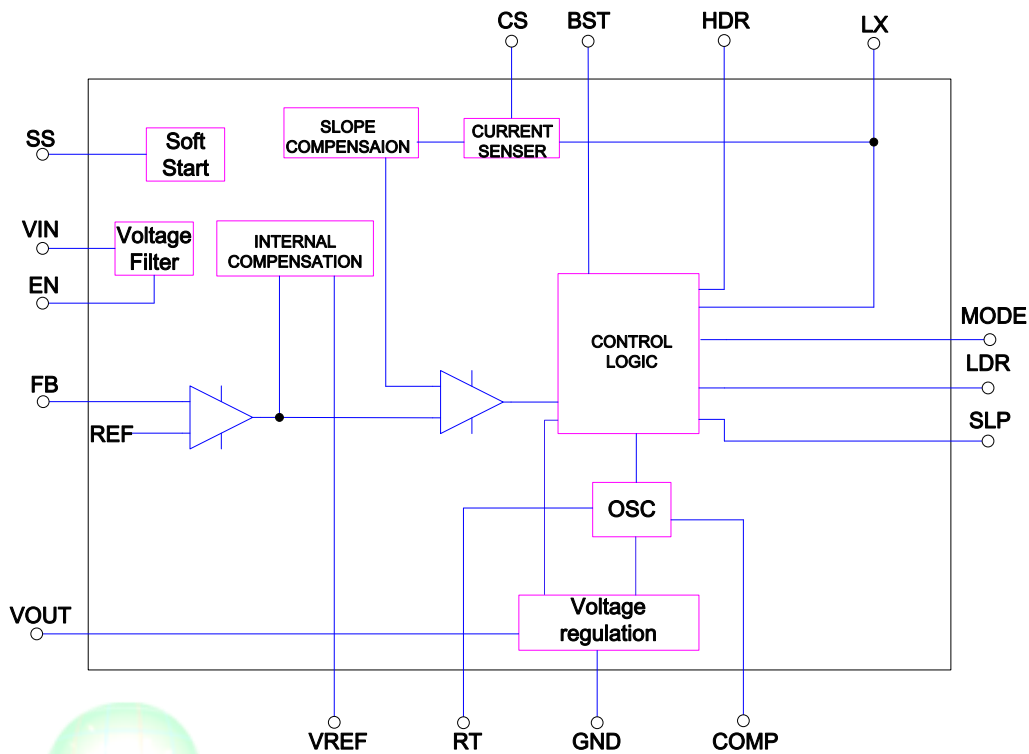 CS BST HDR LX
SS
Soft
Start
SLOPE
COMPENSAION
CURRENT
SENSER
VIN
Voltage
Filter
EN
INTERNAL
COMPENSATION
CONTROL
LOGIC
MODE
LDR
SLP
FB
REF
OSC
VOUT
Voltage
regulation
VREF RT GND COMP